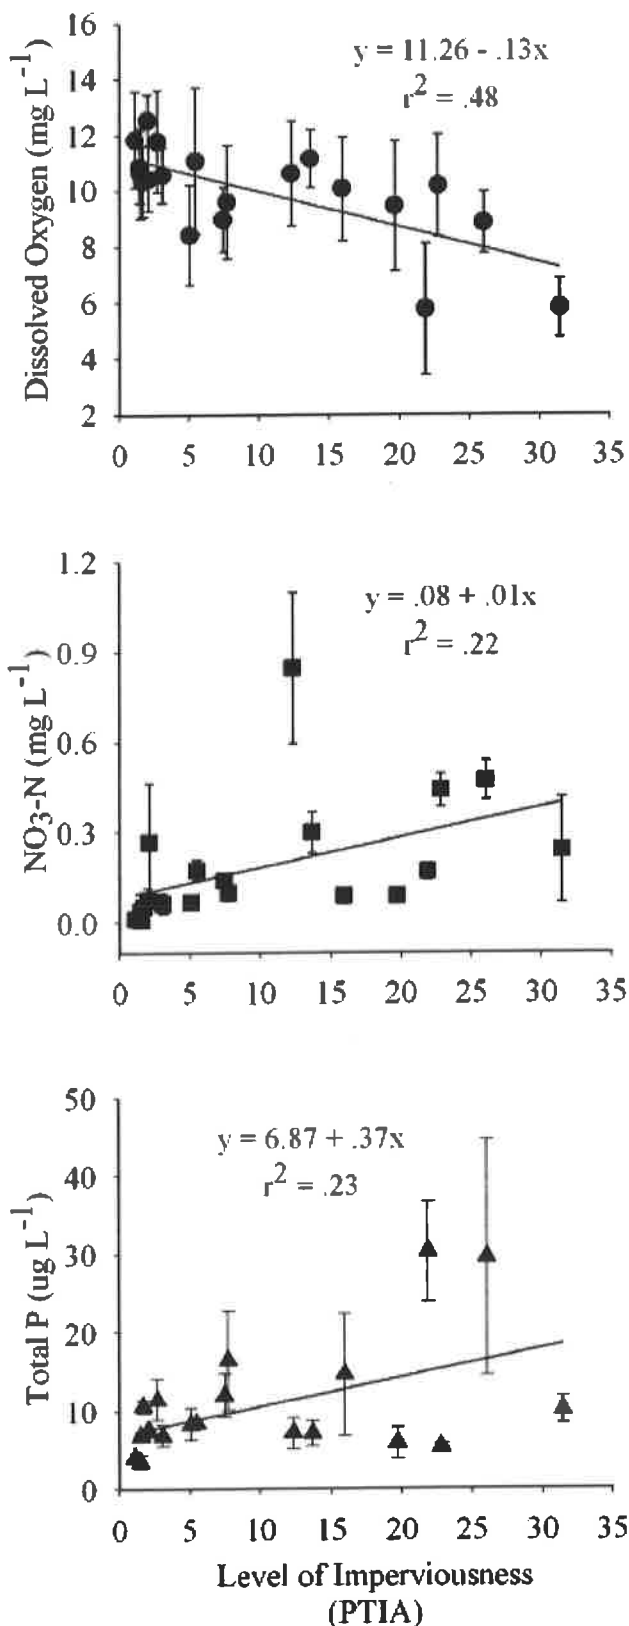 16
14
12
10
8
6
4
2
Dissolved Oxygen (mg L⁻¹)
y = 11.26 - .13x
r² = .48
0 5 10 15 20 25 30 35
1.2
0.9
0.6
0.3
0.0
NO₃-N (mg L⁻¹)
y = .08 + .01x
r² = .22
0 5 10 15 20 25 30 35
50
40
30
20
10
0
Total P (ug L⁻¹)
y = 6.87 + .37x
r² = .23
0 5 10 15 20 25 30 35
Level of Imperviousness
(PTIA)